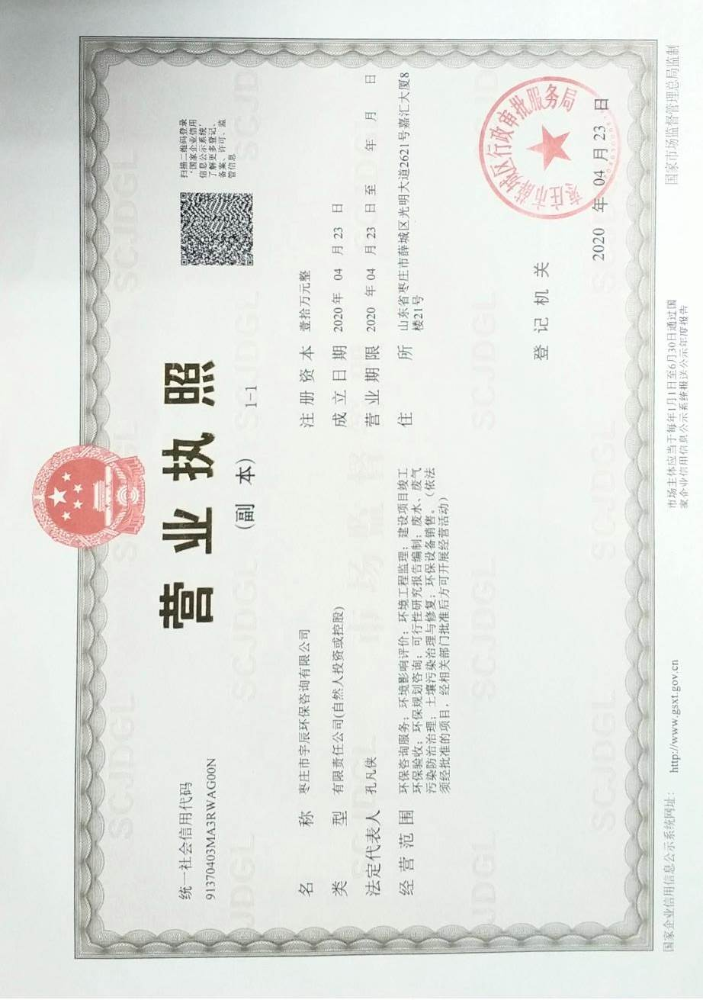 统一社会信用代码
91370403MA3RWAG00N
营业执照
(副 本)
1-1
扫描二维码登录
‘国家企业信用
信息公示系统’
了解更多登记、
备案、许可、监
管信息
名 称 枣庄市宇辰环保咨询有限公司
类 型 有限责任公司(自然人投资或控股)
法定代表人 孔凡侠
经营范围 环保咨询服务；环境影响评价；环境工程监理；建设项目竣工
环保验收；环保规划咨询；可行性研究报告编制；废水、废气
污染防治治理；土壤污染治理与修复；环保设备销售。（依法
须经批准的项目，经相关部门批准后方可开展经营活动）
注册资本 壹拾万元整
成立日期 2020年 04 月 23 日
营业期限 2020 年 04 月 23 日至 年 月 日
住 所 山东省枣庄市薛城区光明大道2621号嘉汇大厦8
楼21号
登记机关
枣庄市薛城区行政审批服务局
2020 年 04 月 23 日
国家企业信用信息公示系统网址： http://www.gsxt.gov.cn
市场主体应当于每年1月1日至6月30日通过国
家企业信用信息公示系统报送公示年度报告
国家市场监督管理总局监制